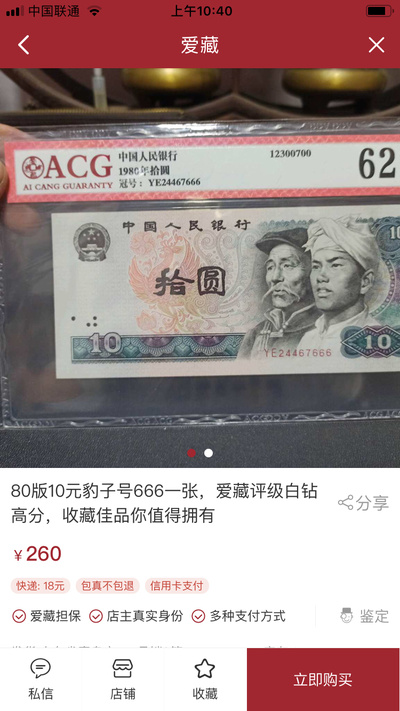 中国联通
上午10:40
爱藏
ACG
AI CANG GUARANTY
中国人民银行
1980年拾圆
冠号: YE24467666
12300700
62
中国人民银行
拾圆
10
YE24467666
10
80版10元豹子号666一张，爱藏评级白钻
高分，收藏佳品你值得拥有
分享
¥260
快递: 18元
包真不包退
信用卡支付
爱藏担保
店主真实身份
多种支付方式
鉴定
私信
店铺
收藏
立即购买